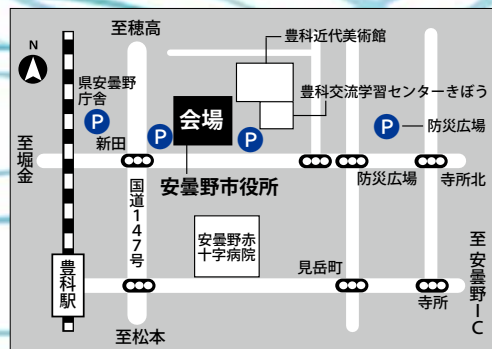 至穂高
豊科近代美術館
N
県安曇野
庁舎
豊科交流学習センターきぼう
P
会場
P
P
P
防災広場
新田
至堀金
安曇野市役所
防災広場
寺所北
国道147号
安曇野赤
十字病院
見岳町
至 安曇野IC
豊科駅
寺所
至松本